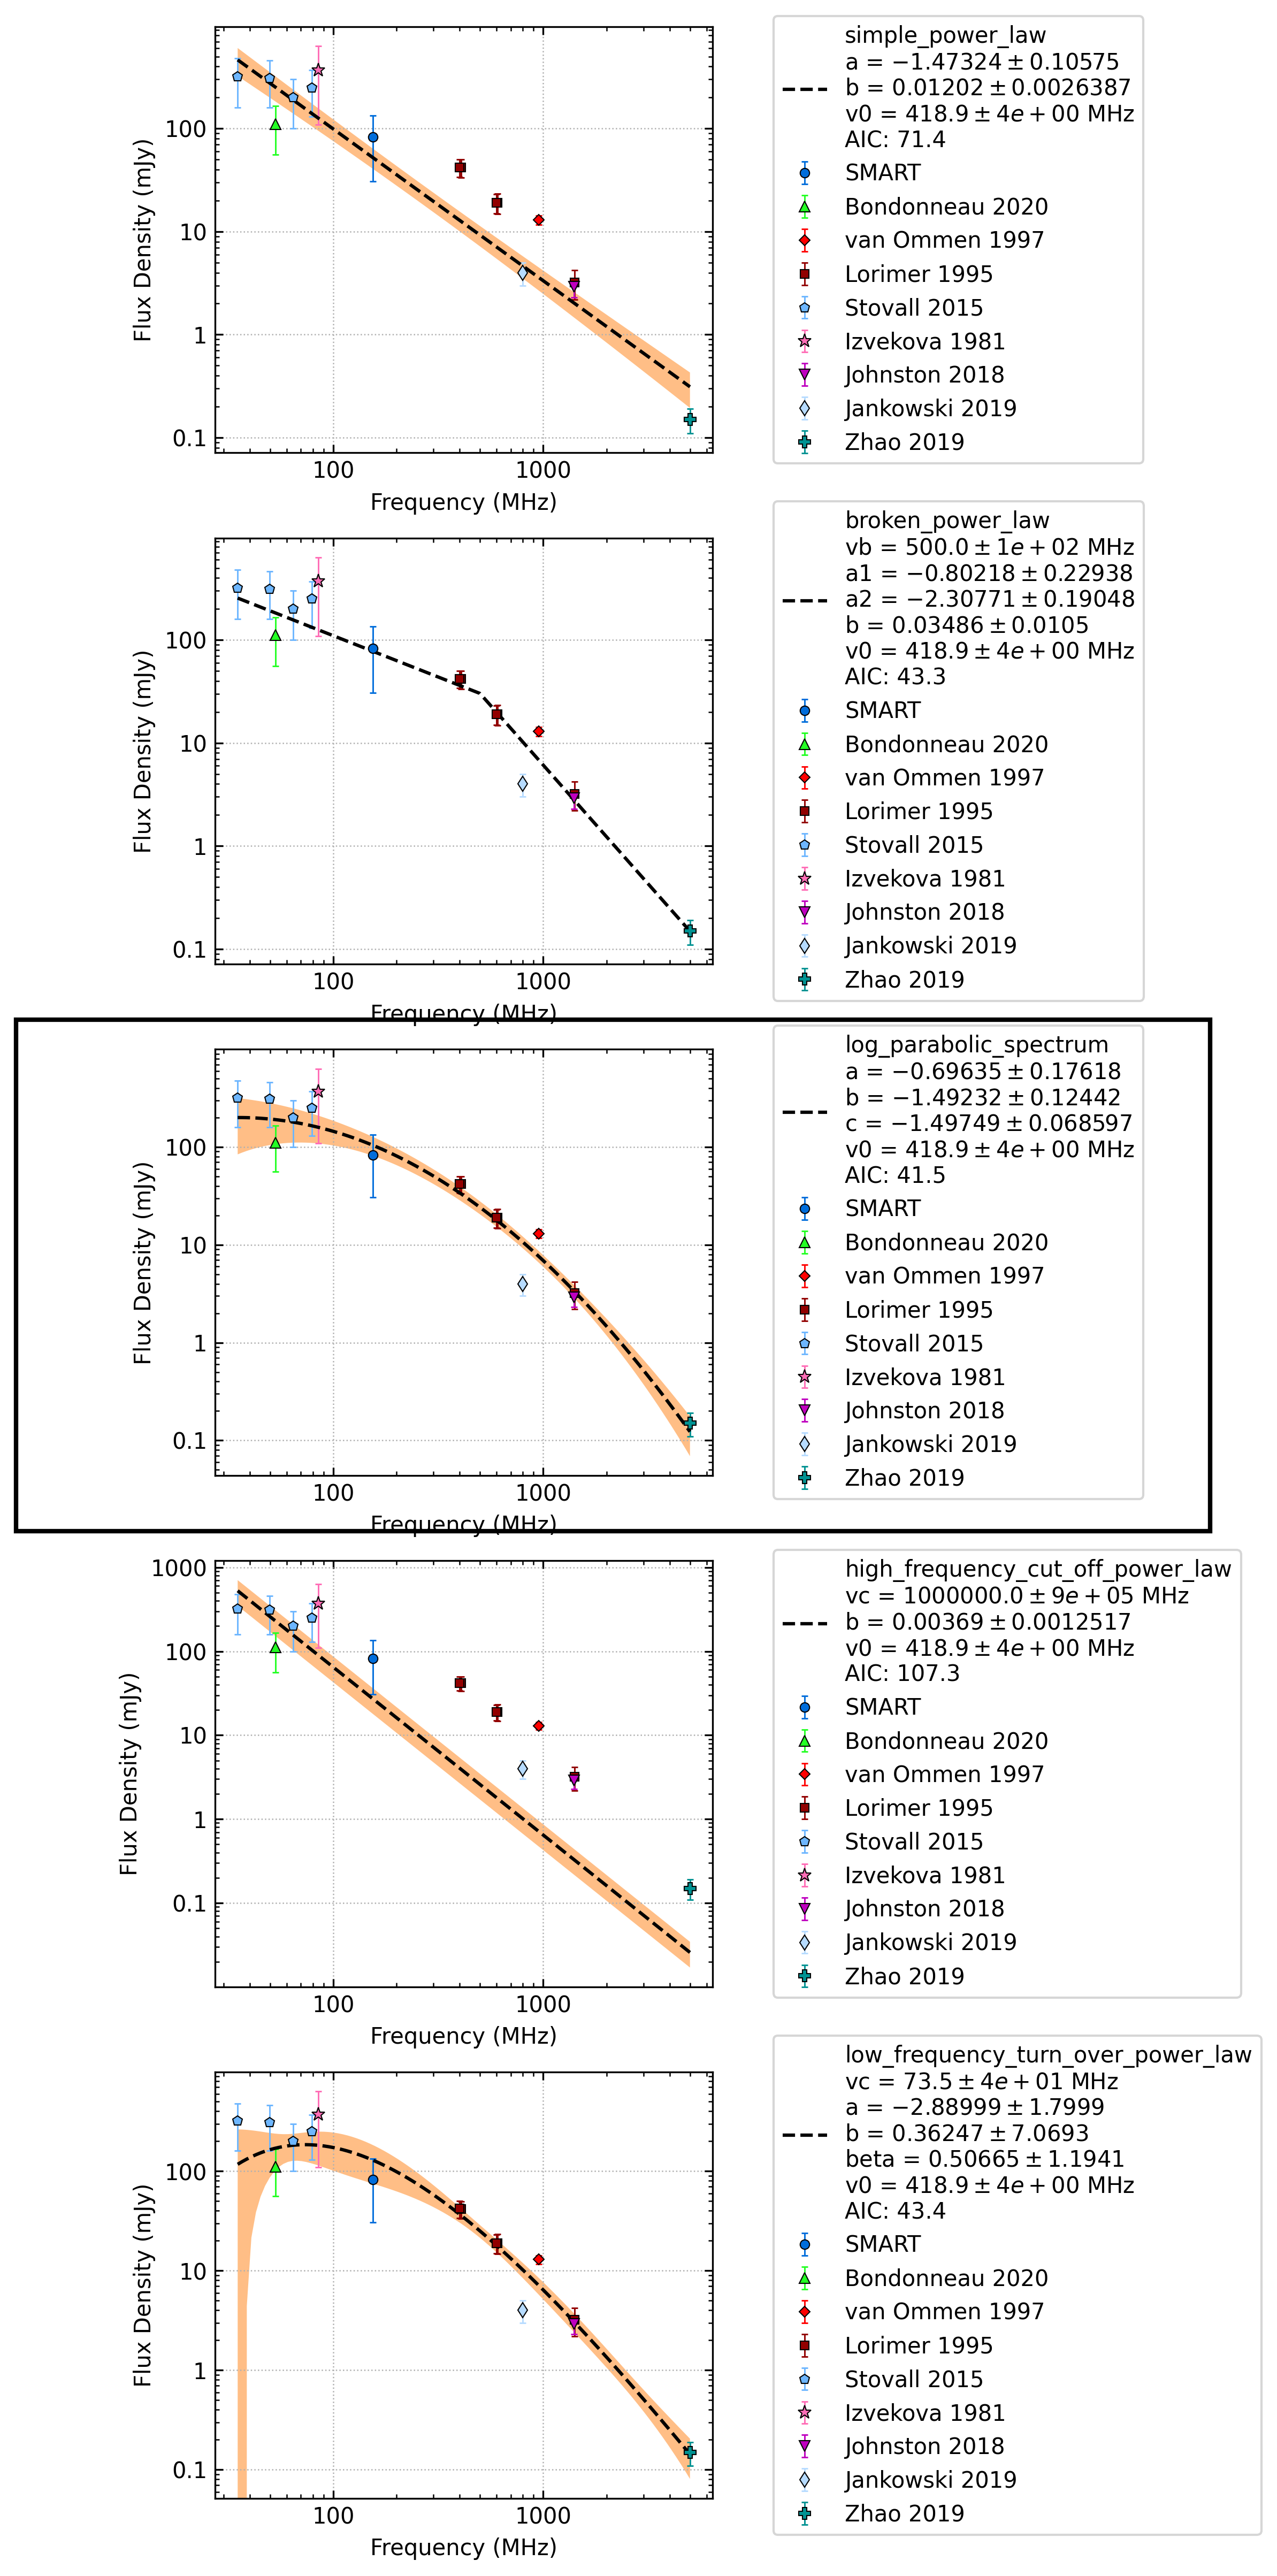 100
10
1
0.1
Flux Density (mJy)
100
1000
Frequency (MHz)
simple_power_law
a = −1.47324 ± 0.10575
b = 0.01202 ± 0.0026387
v0 = 418.9 ± 4e + 00 MHz
AIC: 71.4
SMART
Bondonneau 2020
van Ommen 1997
Lorimer 1995
Stovall 2015
Izvekova 1981
Johnston 2018
Jankowski 2019
Zhao 2019
100
10
1
0.1
Flux Density (mJy)
100
1000
Frequency (MHz)
broken_power_law
vb = 500.0 ± 1e + 02 MHz
a1 = −0.80218 ± 0.22938
a2 = −2.30771 ± 0.19048
b = 0.03486 ± 0.0105
v0 = 418.9 ± 4e + 00 MHz
AIC: 43.3
SMART
Bondonneau 2020
van Ommen 1997
Lorimer 1995
Stovall 2015
Izvekova 1981
Johnston 2018
Jankowski 2019
Zhao 2019
100
10
1
0.1
Flux Density (mJy)
100
1000
Frequency (MHz)
log_parabolic_spectrum
a = −0.69635 ± 0.17618
b = −1.49232 ± 0.12442
c = −1.49749 ± 0.068597
v0 = 418.9 ± 4e + 00 MHz
AIC: 41.5
SMART
Bondonneau 2020
van Ommen 1997
Lorimer 1995
Stovall 2015
Izvekova 1981
Johnston 2018
Jankowski 2019
Zhao 2019
1000
100
10
1
0.1
Flux Density (mJy)
100
1000
Frequency (MHz)
high_frequency_cut_off_power_law
vc = 1000000.0 ± 9e + 05 MHz
b = 0.00369 ± 0.0012517
v0 = 418.9 ± 4e + 00 MHz
AIC: 107.3
SMART
Bondonneau 2020
van Ommen 1997
Lorimer 1995
Stovall 2015
Izvekova 1981
Johnston 2018
Jankowski 2019
Zhao 2019
100
10
1
0.1
Flux Density (mJy)
100
1000
Frequency (MHz)
low_frequency_turn_over_power_law
vc = 73.5 ± 4e + 01 MHz
a = −2.88999 ± 1.7999
b = 0.36247 ± 7.0693
beta = 0.50665 ± 1.1941
v0 = 418.9 ± 4e + 00 MHz
AIC: 43.4
SMART
Bondonneau 2020
van Ommen 1997
Lorimer 1995
Stovall 2015
Izvekova 1981
Johnston 2018
Jankowski 2019
Zhao 2019